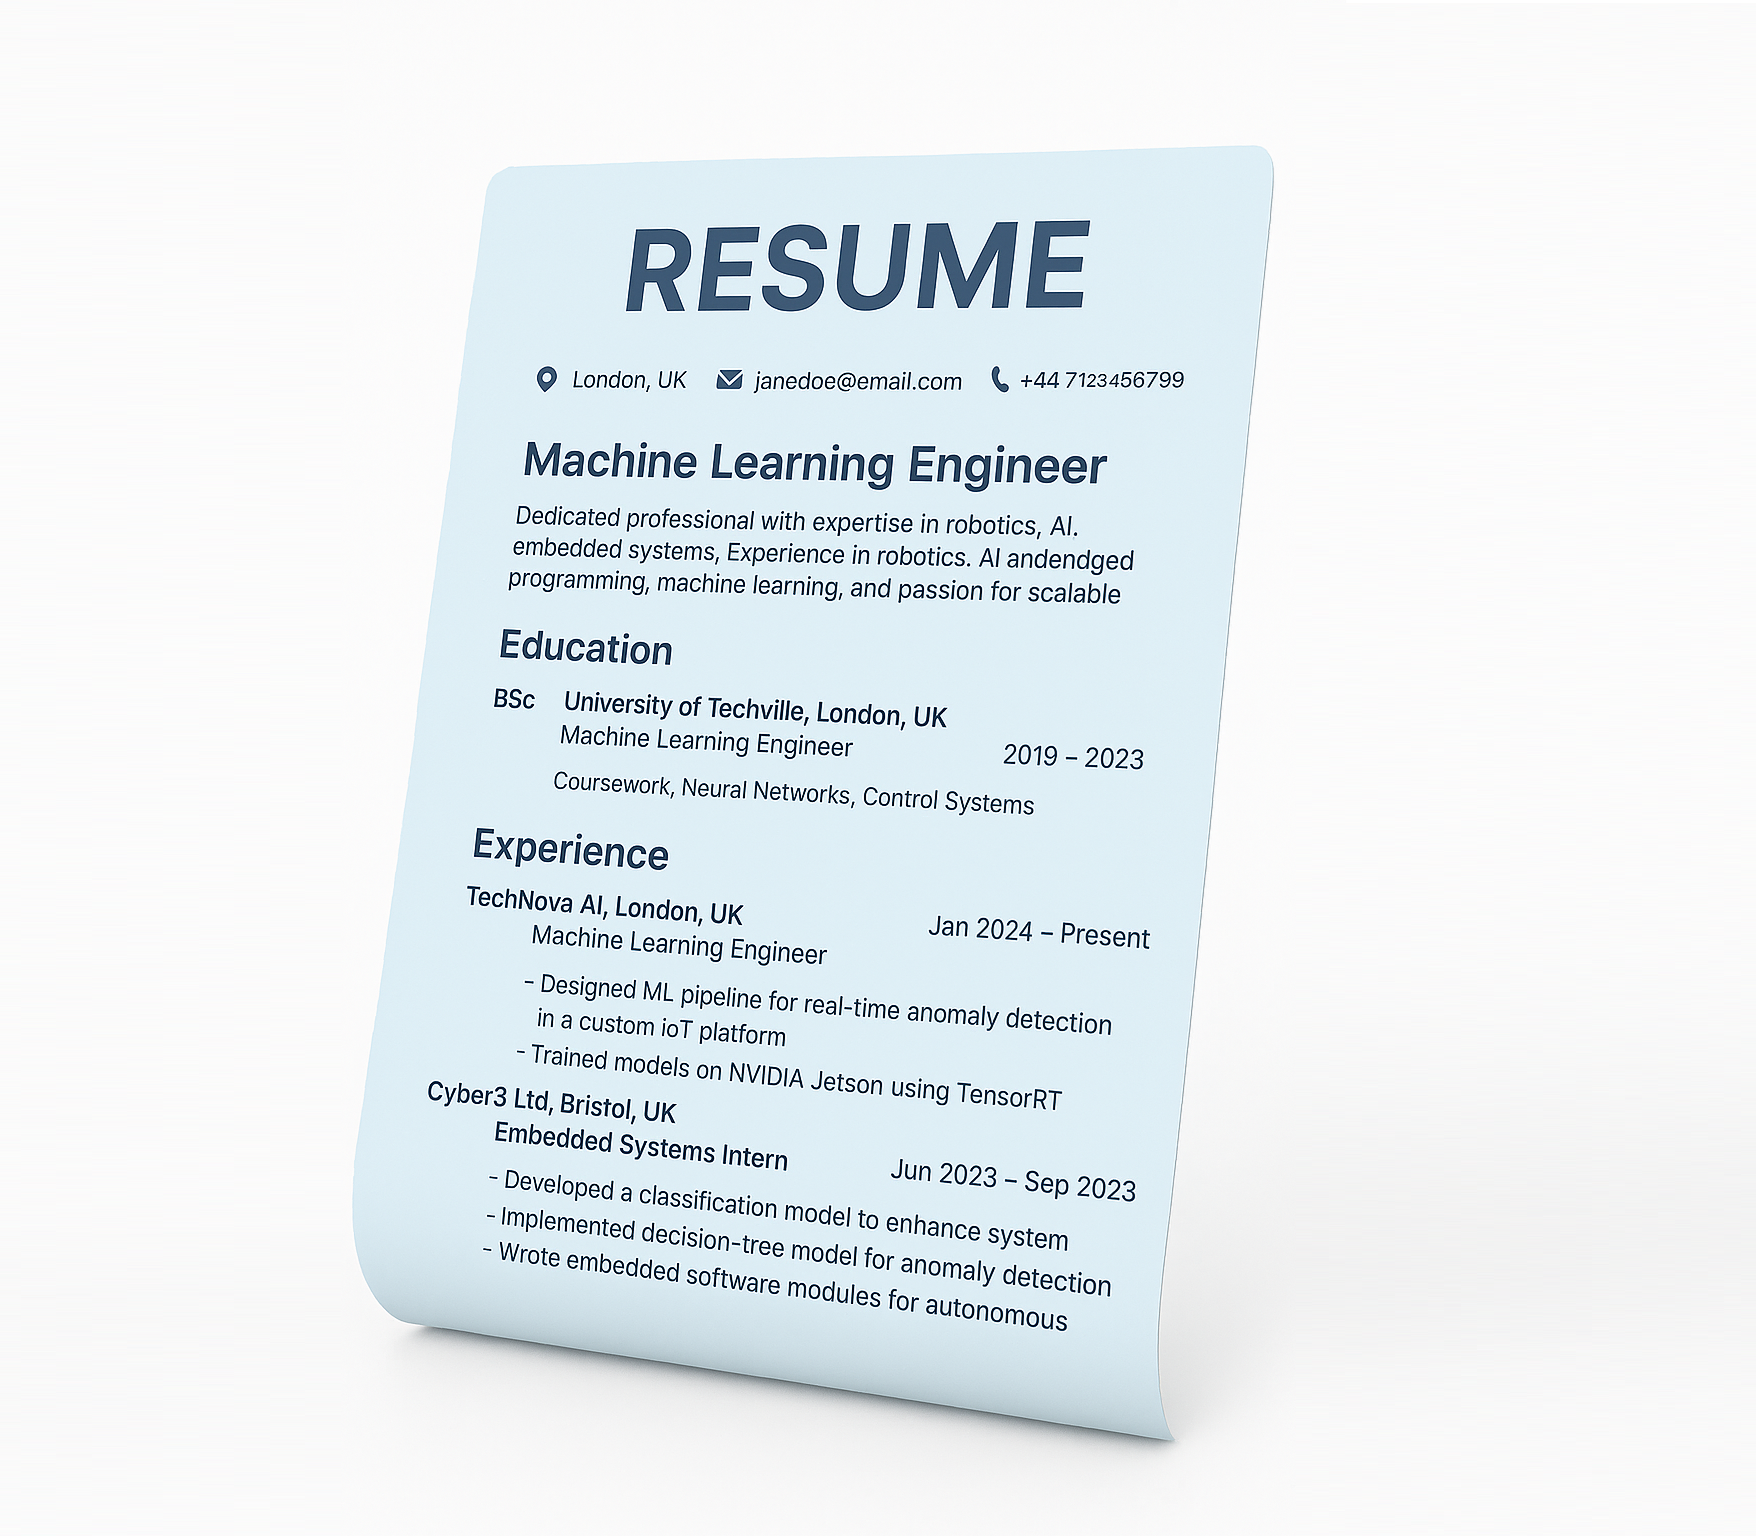 RESUME
London, UK janedoe@email.com +44 7123456799
Machine Learning Engineer
Dedicated professional with expertise in robotics, AI.
embedded systems, Experience in robotics. AI andendged
programming, machine learning, and passion for scalable
Education
BSc University of Techville, London, UK
Machine Learning Engineer 2019 – 2023
Coursework, Neural Networks, Control Systems
Experience
TechNova AI, London, UK Jan 2024 – Present
Machine Learning Engineer
- Designed ML pipeline for real-time anomaly detection
in a custom ioT platform
- Trained models on NVIDIA Jetson using TensorRT
Cyber3 Ltd, Bristol, UK
Embedded Systems Intern Jun 2023 – Sep 2023
- Developed a classification model to enhance system
- Implemented decision-tree model for anomaly detection
- Wrote embedded software modules for autonomous